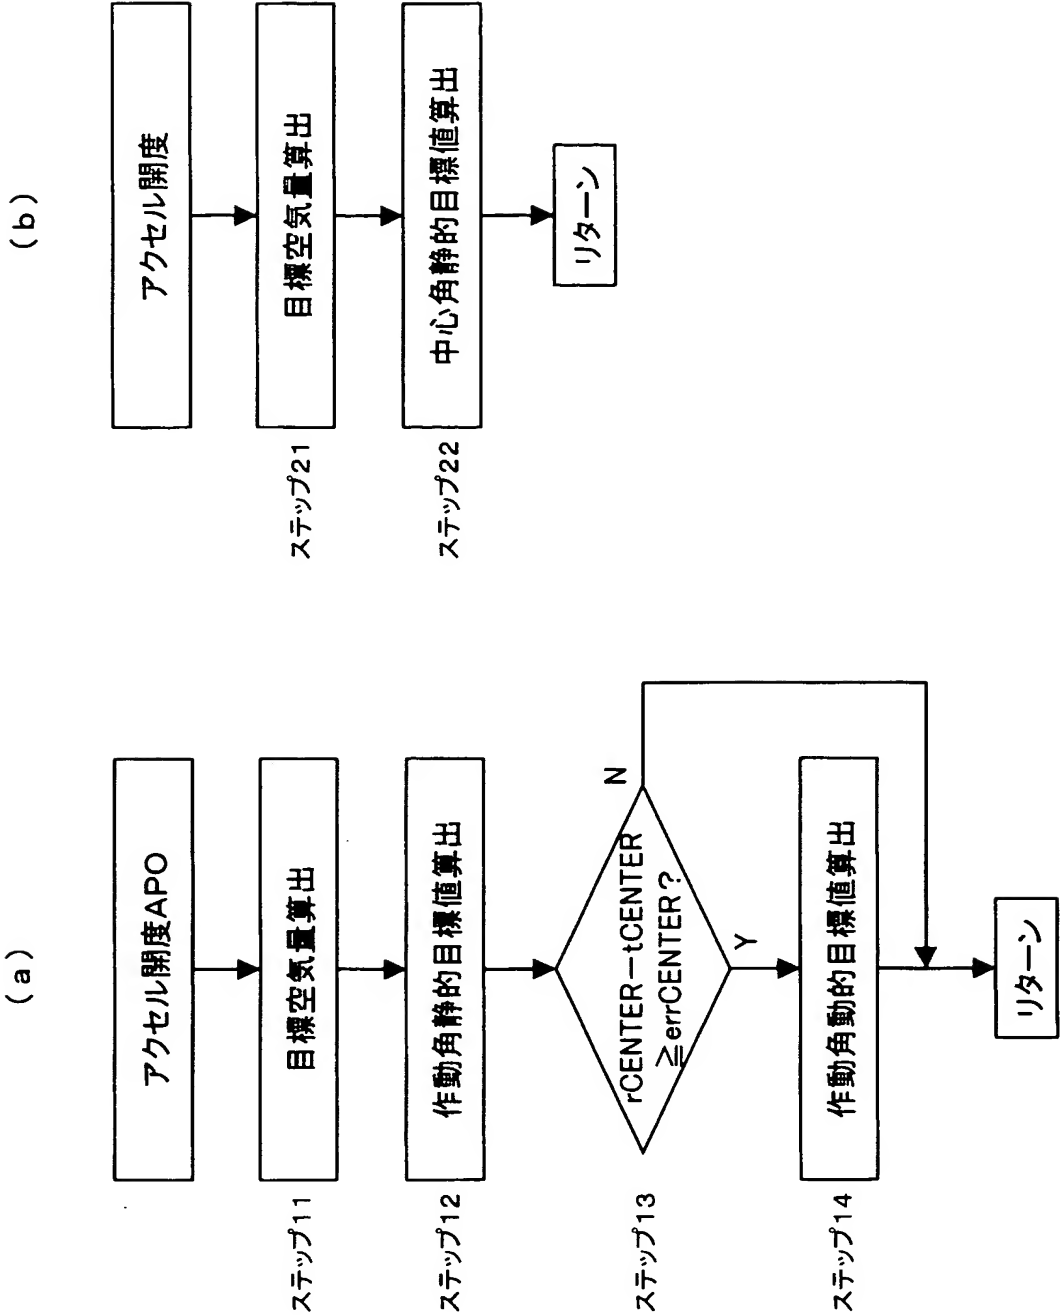 (a)
アクセル開度APO
ステップ11
目標空気量算出
ステップ12
作動角静的目標値算出
ステップ13
rCENTER－tCENTER
≧errCENTER？
N
Y
ステップ14
作動角動的目標値算出
リターン
(b)
アクセル開度
ステップ21
目標空気量算出
ステップ22
中心角静的目標値算出
リターン